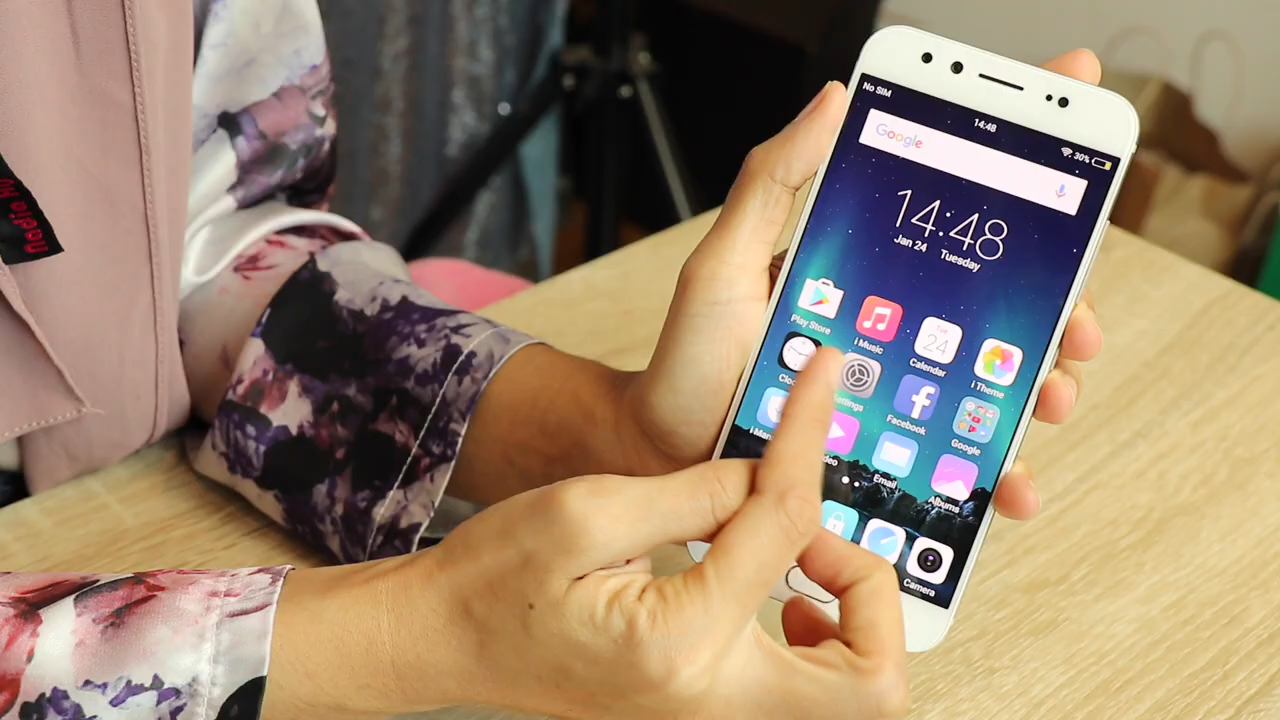 No SIM
14:48
30%
Google
14:48
Jan 24 Tuesday
Play Store
i Music
Tue
24
Calendar
i Theme
Settings
Facebook
Google
Email
Albums
Camera